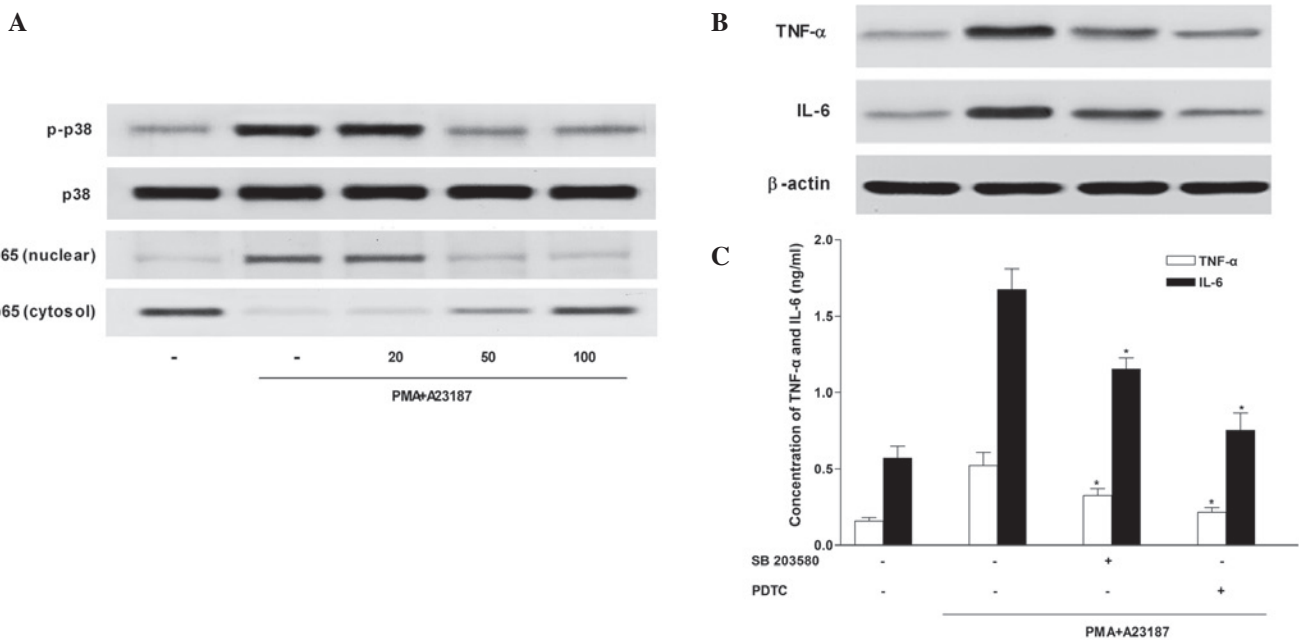 A
p-p38
p38
65 (nuclear)
65 (cytosol)
- - 20 50 100
PMA+A23187
B
TNF-α
IL-6
β-actin
C
Concentration of TNF-α and IL-6 (ng/ml)
2.0
1.5
1.0
0.5
0.0
TNF-α
IL-6
* *
* *
SB 203580 - - + -
PDTC - - - +
PMA+A23187